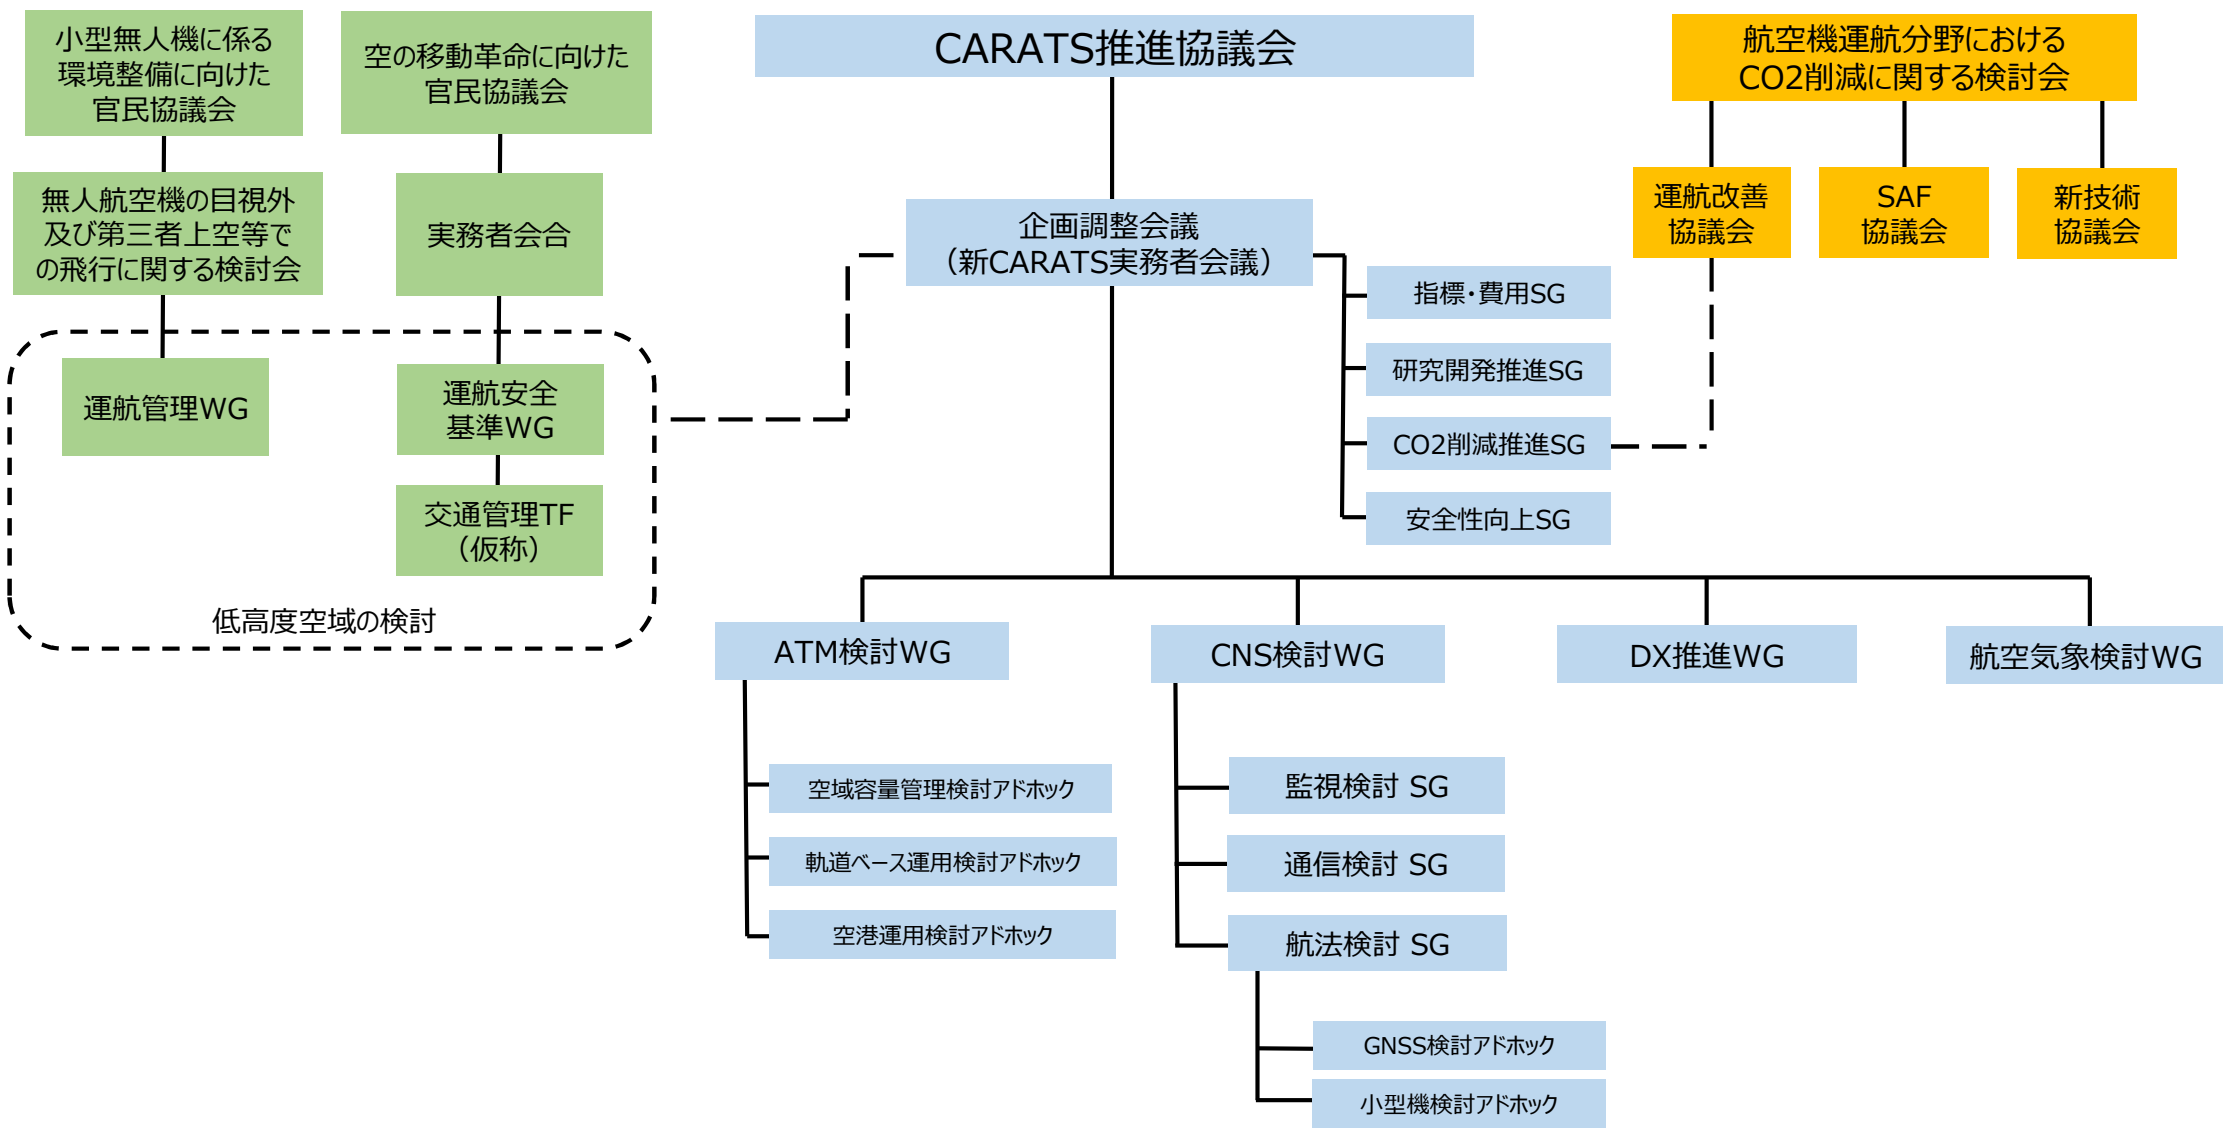 小型無人機に係る
環境整備に向けた
官民協議会
空の移動革命に向けた
官民協議会
CARATS推進協議会
航空機運航分野における
CO2削減に関する検討会
無人航空機の目視外
及び第三者上空等で
の飛行に関する検討会
実務者会合
企画調整会議
（新CARATS実務者会議）
運航改善
協議会
SAF
協議会
新技術
協議会
指標・費用SG
研究開発推進SG
CO2削減推進SG
安全性向上SG
運航管理WG
運航安全
基準WG
交通管理TF
（仮称）
低高度空域の検討
ATM検討WG
CNS検討WG
DX推進WG
航空気象検討WG
空域容量管理検討アドホック
軌道ベース運用検討アドホック
空港運用検討アドホック
監視検討 SG
通信検討 SG
航法検討 SG
GNSS検討アドホック
小型機検討アドホック